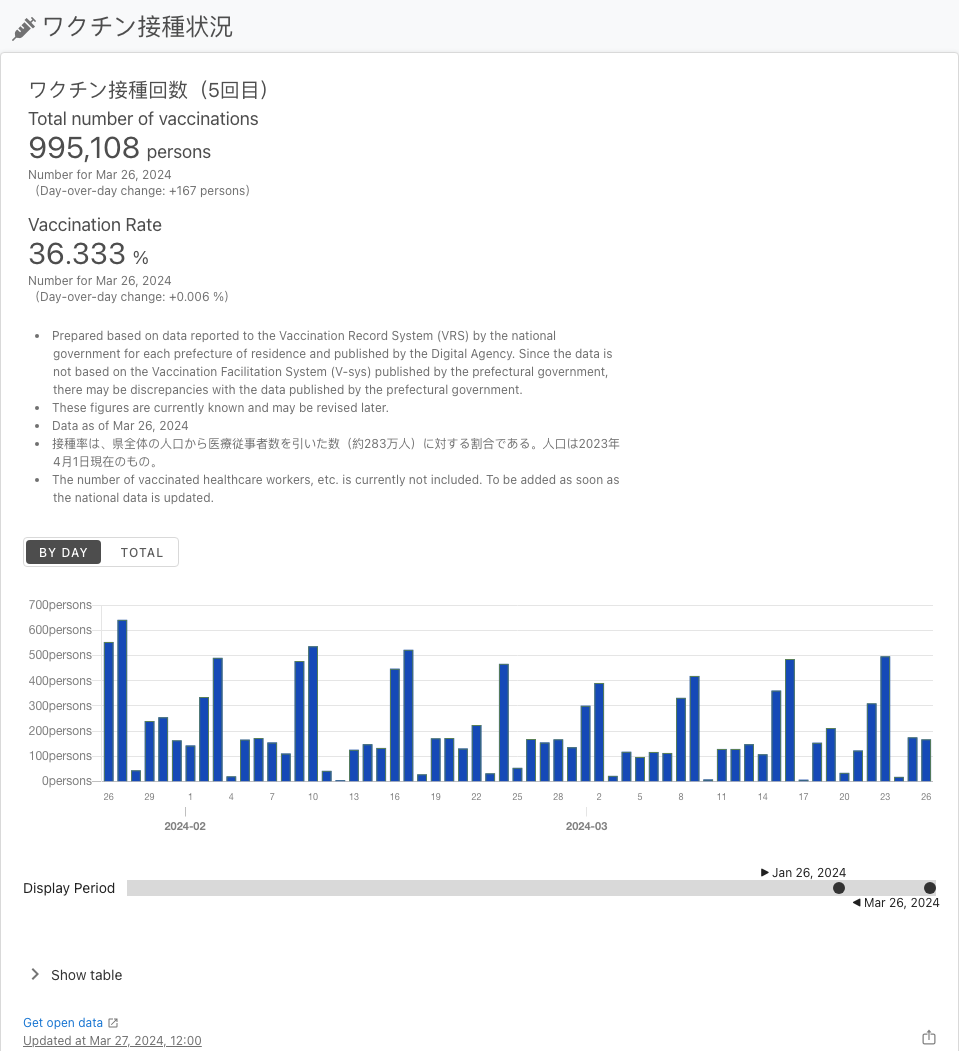 ワクチン接種状況
ワクチン接種回数（5回目）
Total number of vaccinations
995,108 persons
Number for Mar 26, 2024
（Day-over-day change: +167 persons）
Vaccination Rate
36.333 %
Number for Mar 26, 2024
（Day-over-day change: +0.006 %）
• Prepared based on data reported to the Vaccination Record System (VRS) by the national
government for each prefecture of residence and published by the Digital Agency. Since the data is
not based on the Vaccination Facilitation System (V-sys) published by the prefectural government,
there may be discrepancies with the data published by the prefectural government.
• These figures are currently known and may be revised later.
• Data as of Mar 26, 2024
• 接種率は、県全体の人口から医療従事者数を引いた数（約283万人）に対する割合である。人口は2023年
4月1日現在のもの。
• The number of vaccinated healthcare workers, etc. is currently not included. To be added as soon as
the national data is updated.
BY DAY TOTAL
700persons
600persons
500persons
400persons
300persons
200persons
100persons
0persons
26 29 1 4 7 10 13 16 19 22 25 28 2 5 8 11 14 17 20 23 26
2024-02 2024-03
Jan 26, 2024
Display Period
Mar 26, 2024
Show table
Get open data
Updated at Mar 27, 2024, 12:00